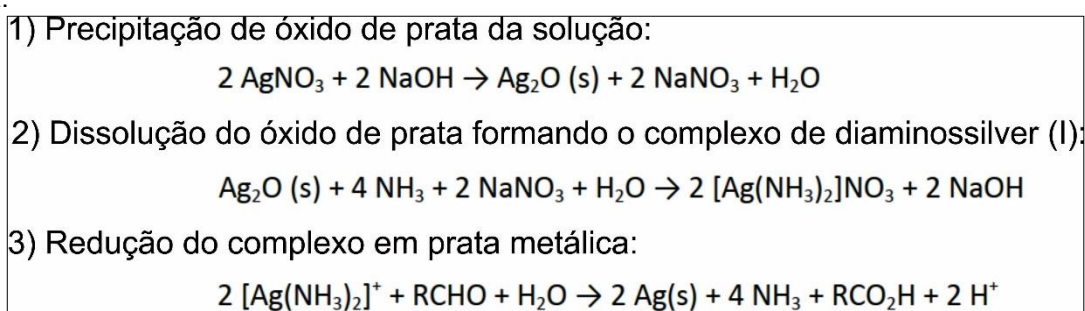 1) Precipitação de óxido de prata da solução:
2 AgNO₃ + 2 NaOH → Ag₂O (s) + 2 NaNO₃ + H₂O
2) Dissolução do óxido de prata formando o complexo de diaminossilver (I):
Ag₂O (s) + 4 NH₃ + 2 NaNO₃ + H₂O → 2 [Ag(NH₃)₂]NO₃ + 2 NaOH
3) Redução do complexo em prata metálica:
2 [Ag(NH₃)₂]⁺ + RCHO + H₂O → 2 Ag(s) + 4 NH₃ + RCO₂H + 2 H⁺